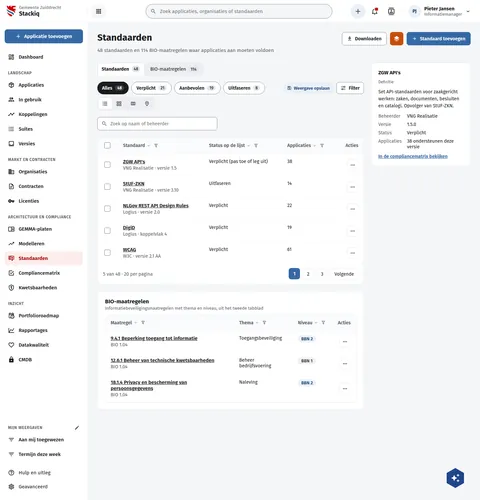 Gemeente Zuiddrecht
Stackiq
Zoek applicaties, organisaties of standaarden
Pieter Jansen
Informatiemanager
PJ
Applicatie toevoegen
Dashboard
LANDSCHAP
Applicaties
In gebruik
Koppelingen
Suites
Versies
MARKT EN CONTRACTEN
Organisaties
Contracten
Licenties
ARCHITECTUUR EN COMPLIANCE
GEMMA-platen
Modelleren
Standaarden
Compliancematrix
Kwetsbaarheden
INZICHT
Portfolioroadmap
Rapportages
Datakwaliteit
CMDB
MIJN WEERGAVEN
Aan mij toegewezen
Termijn deze week
Hulp en uitleg
Geavanceerd
Standaarden
48 standaarden en 114 BIO-maatregelen waar applicaties aan moeten voldoen
Downloaden
Standaard toevoegen
Standaarden 48
BIO-maatregelen 114
Alles 48
Verplicht 21
Aanbevolen 19
Uitfaseren 8
Weergave opslaan
Filter
Zoek op naam of beheerder
Standaard
Status op de lijst
Applicaties
Acties
ZGW API's
VNG Realisatie - versie 1.5
Verplicht (pas toe of leg uit)
38
StUF-ZKN
VNG Realisatie - versie 3.10
Uitfaseren
14
NLGov REST API Design Rules
Logius - versie 2.0
Verplicht
22
DigiD
Logius - koppelvlak 4
Verplicht
19
WCAG
W3C - versie 2.1 AA
Verplicht
61
1 van 48 - 20 per pagina
1
2
3
Volgende
BIO-maatregelen
Informatiebeveiligingsmaatregelen met thema en niveau, uit het tweede tabblad
Maatregel
Thema
Niveau
Acties
9.4.1 Beperking toegang tot informatie
BIO 1.04
Toegangsbeveiliging
BBN 2
12.6.1 Beheer van technische kwetsbaarheden
BIO 1.04
Beheer
bedrijfsvoering
BBN 1
18.1.4 Privacy en bescherming van
persoonsgegevens
BIO 1.04
Naleving
BBN 2
ZGW API's
Set API-standaarden voor zaakgericht
werken: zaken, documenten, besluiten
en catalogi. Opvolger van StUF-ZKN.
Beheerder
VNG Realisatie
Versie
1.5.0
Status
Verplicht
Applicaties
38 ondersteunen deze
versie
In de compliancematrix bekijken